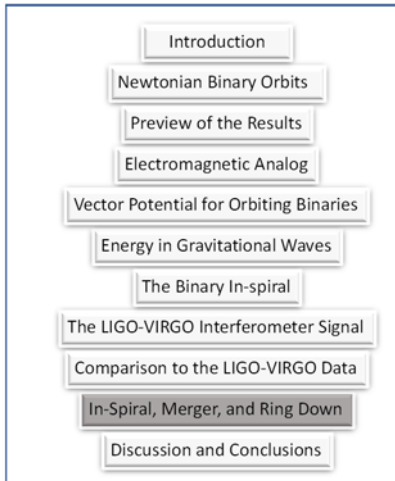 Introduction
Newtonian Binary Orbits
Preview of the Results
Electromagnetic Analog
Vector Potential for Orbiting Binaries
Energy in Gravitational Waves
The Binary In-spiral
The LIGO-VIRGO Interferometer Signal
Comparison to the LIGO-VIRGO Data
In-Spiral, Merger, and Ring Down
Discussion and Conclusions